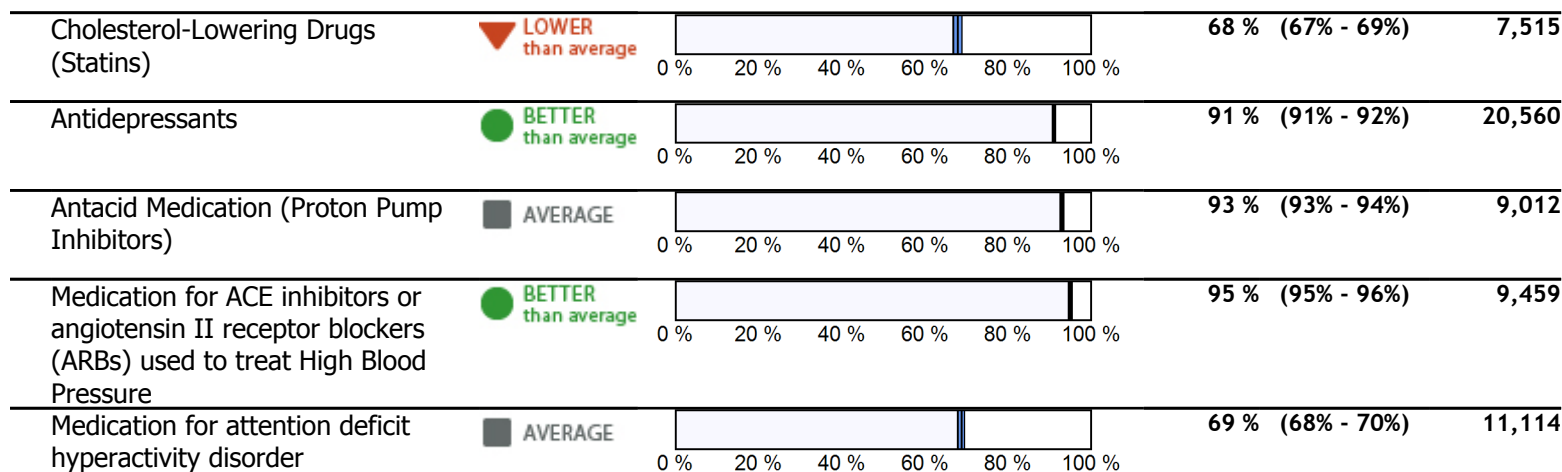 Cholesterol-Lowering Drugs
(Statins)
LOWER
than average
0 % 20 % 40 % 60 % 80 % 100 %
68 % (67% - 69%) 7,515
Antidepressants
BETTER
than average
0 % 20 % 40 % 60 % 80 % 100 %
91 % (91% - 92%) 20,560
Antacid Medication (Proton Pump
Inhibitors)
AVERAGE
0 % 20 % 40 % 60 % 80 % 100 %
93 % (93% - 94%) 9,012
Medication for ACE inhibitors or
angiotensin II receptor blockers
(ARBs) used to treat High Blood
Pressure
BETTER
than average
0 % 20 % 40 % 60 % 80 % 100 %
95 % (95% - 96%) 9,459
Medication for attention deficit
hyperactivity disorder
AVERAGE
0 % 20 % 40 % 60 % 80 % 100 %
69 % (68% - 70%) 11,114